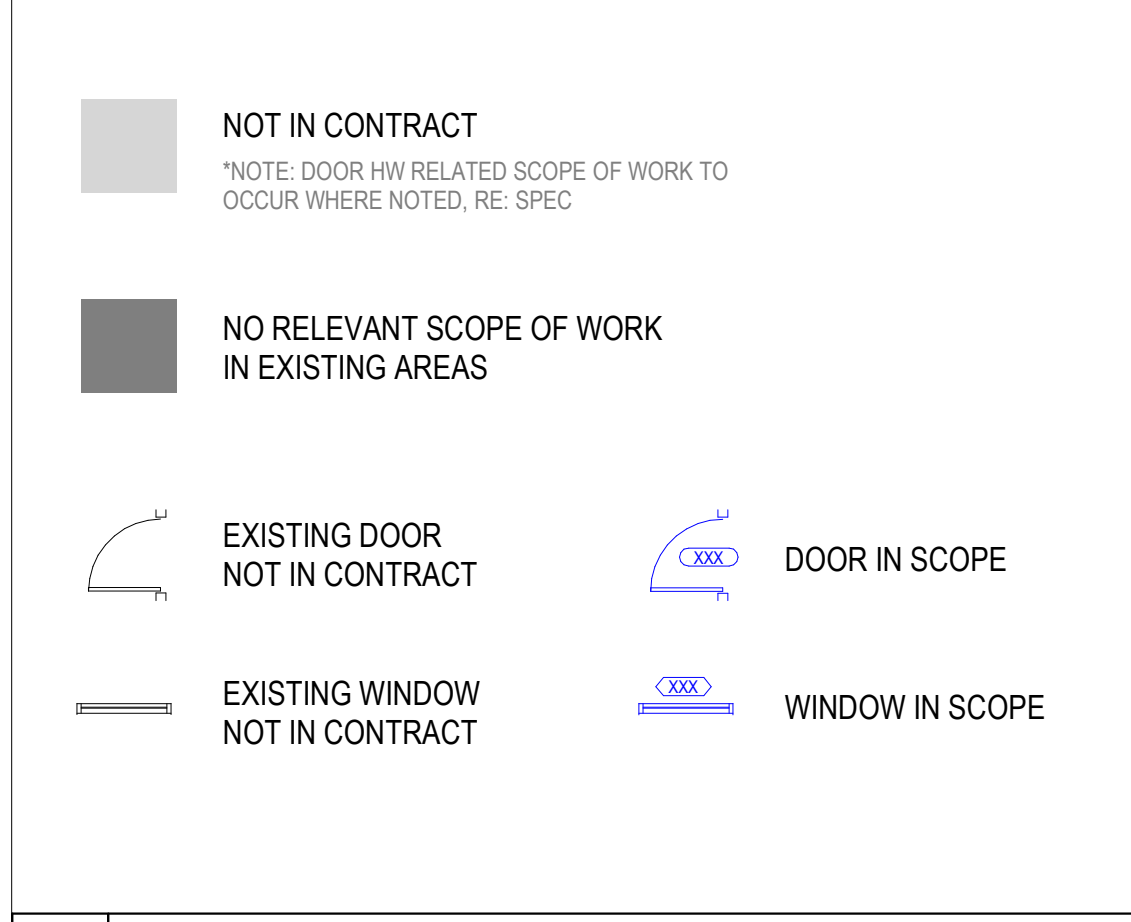 NOT IN CONTRACT
*NOTE: DOOR HW RELATED SCOPE OF WORK TO
OCCUR WHERE NOTED, RE: SPEC
NO RELEVANT SCOPE OF WORK
IN EXISTING AREAS
EXISTING DOOR
NOT IN CONTRACT
XXX
DOOR IN SCOPE
EXISTING WINDOW
NOT IN CONTRACT
XXX
WINDOW IN SCOPE